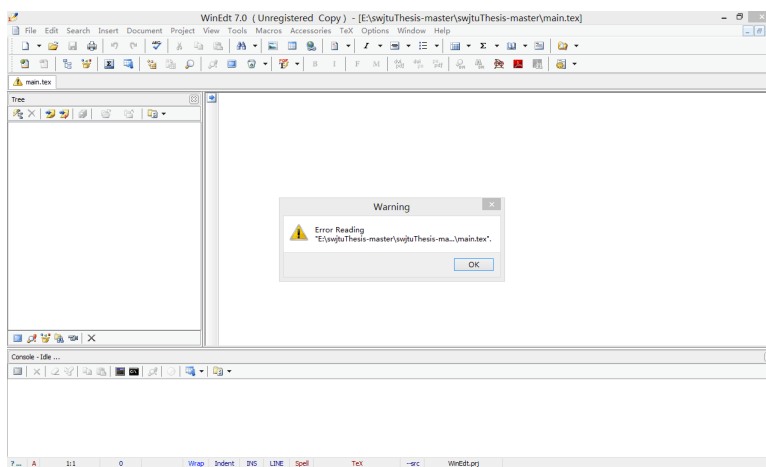 WinEdt 7.0 ( Unregistered Copy ) - [E:\swjtuThesis-master\swjtuThesis-master\main.tex]
File Edit Search Insert Document Project View Tools Macros Accessories TeX Options Window Help
B I F M
main.tex
Tree
Warning
Error Reading
"E:\swjtuThesis-master\swjtuThesis-ma...\main.tex".
OK
Console - Idle ...
?... A 1:1 0 Wrap Indent INS LINE Spell TeX --src WinEdt.prj